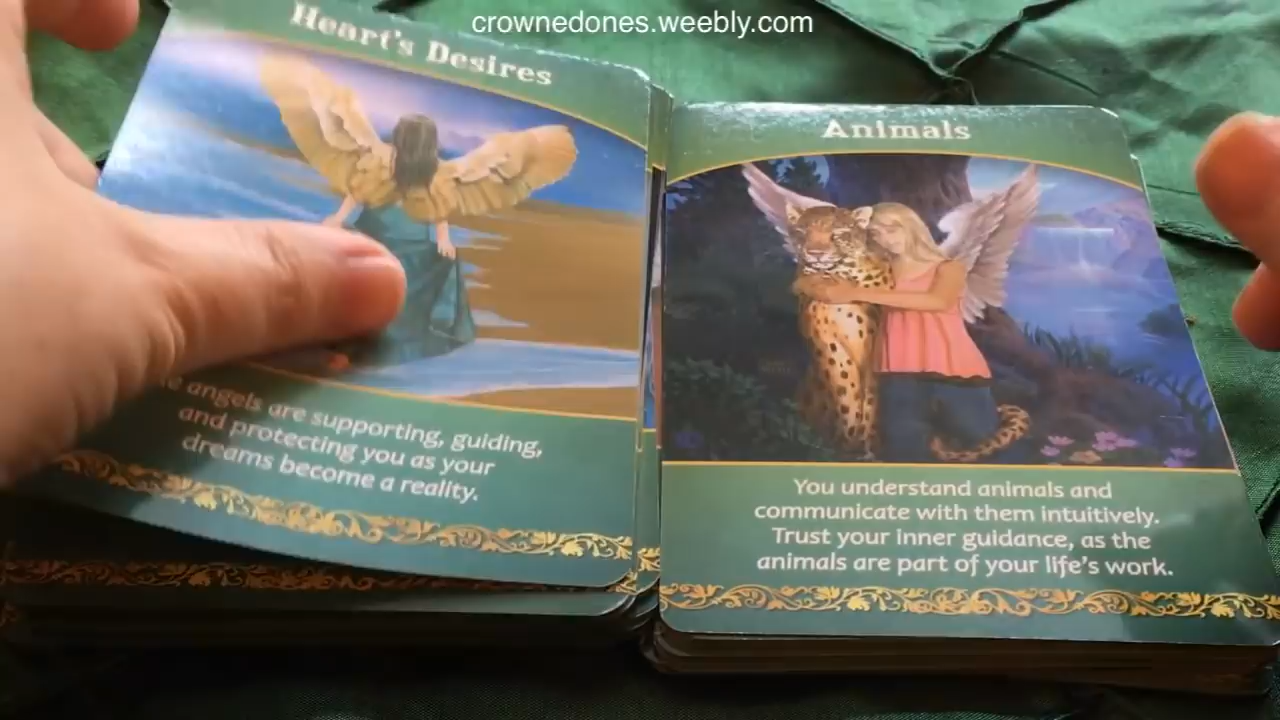 crownedones.weebly.com
Heart's Desires
angels are supporting, guiding,
and protecting you as your
dreams become a reality.
Animals
You understand animals and
communicate with them intuitively.
Trust your inner guidance, as the
animals are part of your life's work.